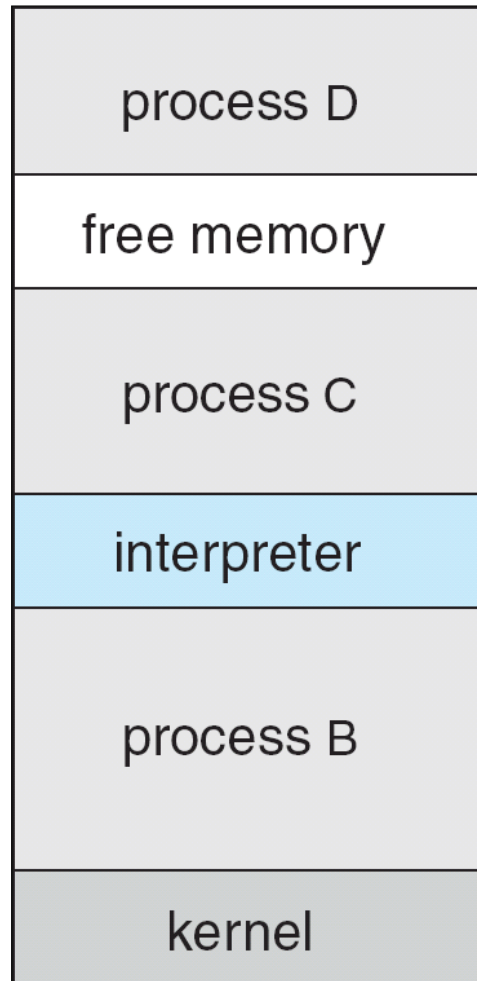 process D
free memory
process C
interpreter
process B
kernel